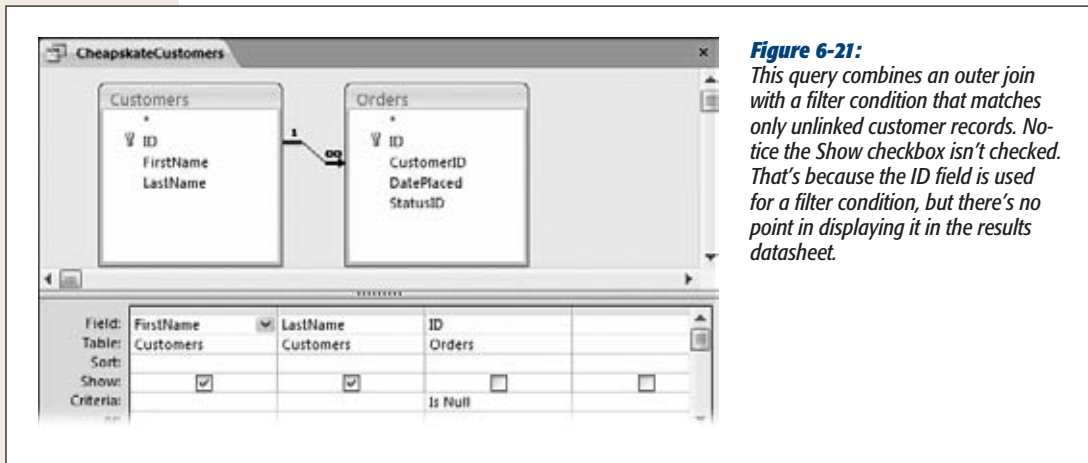 CheapskateCustomers
Customers
*
ID
FirstName
LastName
1
∞
Orders
*
ID
CustomerID
DatePlaced
StatusID
Field: FirstName LastName ID
Table: Customers Customers Orders
Sort:
Show:
Criteria: Is Null
Figure 6-21:
This query combines an outer join
with a filter condition that matches
only unlinked customer records. No-
tice the Show checkbox isn't checked.
That's because the ID field is used
for a filter condition, but there's no
point in displaying it in the results
datasheet.